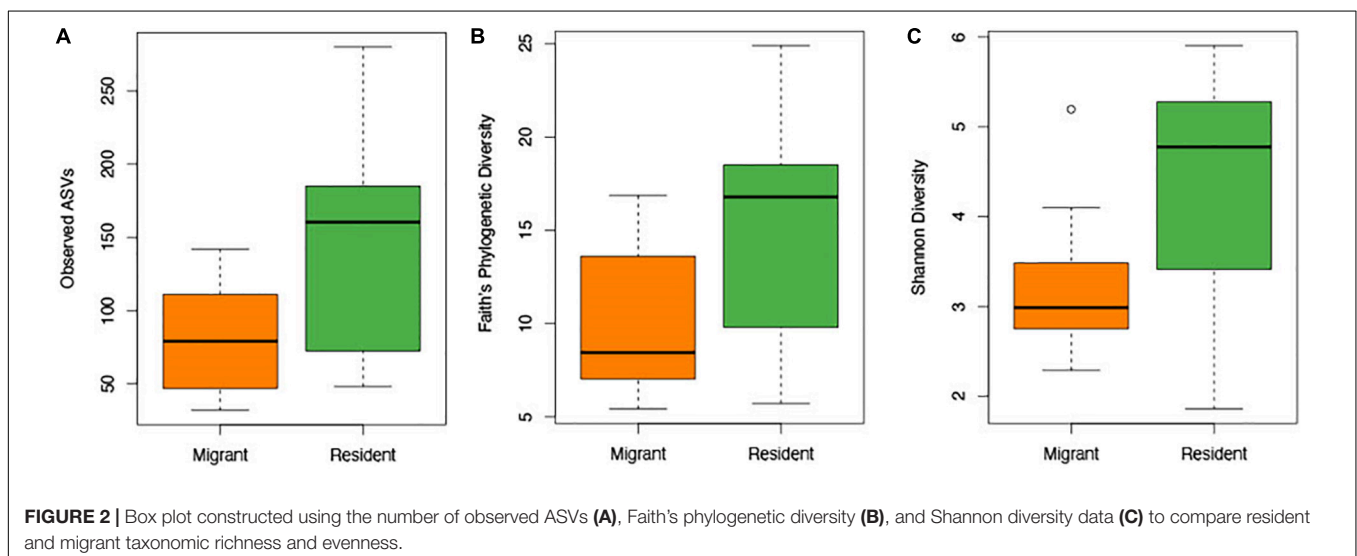 A
B
C
Observed ASVs
50
100
150
200
250
Migrant
Resident
Faith's Phylogenetic Diversity
5
10
15
20
25
Migrant
Resident
Shannon Diversity
2
3
4
5
6
Migrant
Resident
FIGURE 2 | Box plot constructed using the number of observed ASVs (A), Faith's phylogenetic diversity (B), and Shannon diversity data (C) to compare resident
and migrant taxonomic richness and evenness.